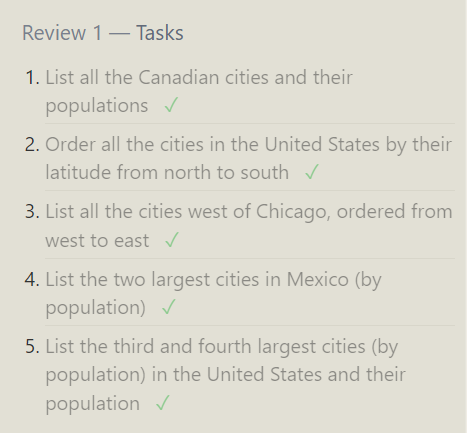 Review 1 — Tasks
1. List all the Canadian cities and their
populations ✓
2. Order all the cities in the United States by their
latitude from north to south ✓
3. List all the cities west of Chicago, ordered from
west to east ✓
4. List the two largest cities in Mexico (by
population) ✓
5. List the third and fourth largest cities (by
population) in the United States and their
population ✓